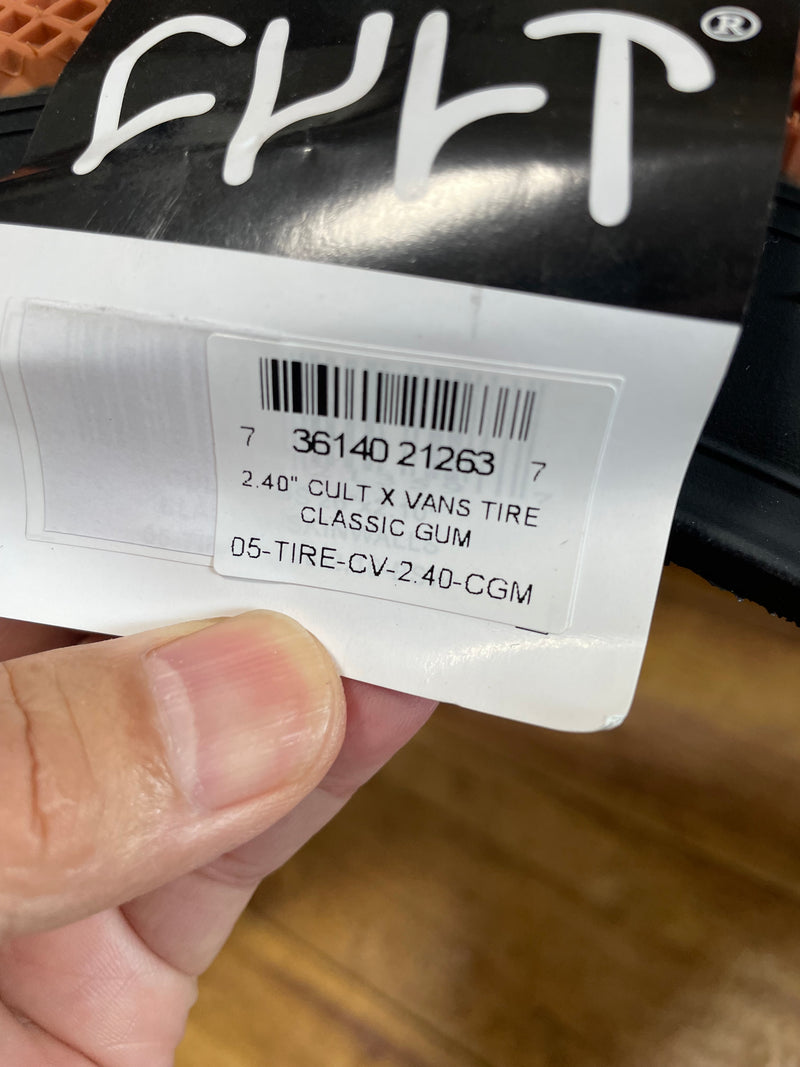 CULT®
7 36140 21263 7
2.40" CULT X VANS TIRE
CLASSIC GUM
05-TIRE-CV-2.40-CGM